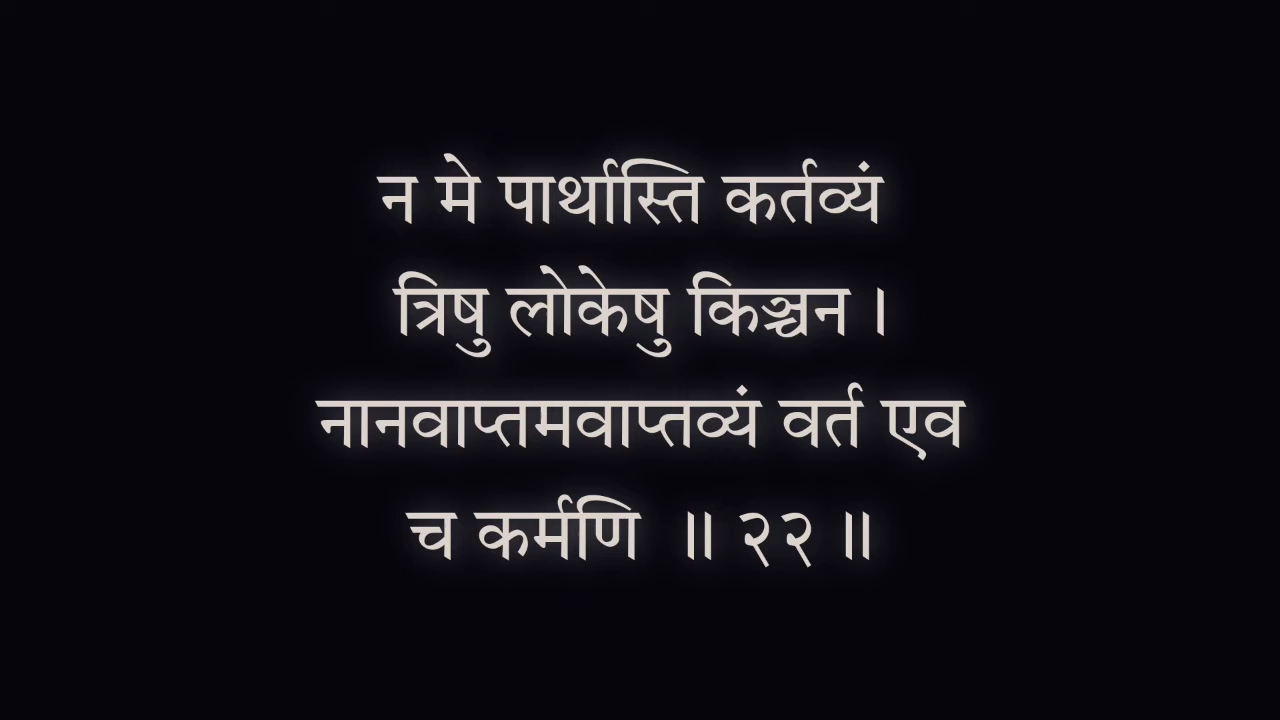 न मे पार्थास्ति कर्तव्यं
त्रिषु लोकेषु किञ्चन ।
नानवाप्तमवाप्तव्यं वर्त एव
च कर्मणि ॥ २२ ॥